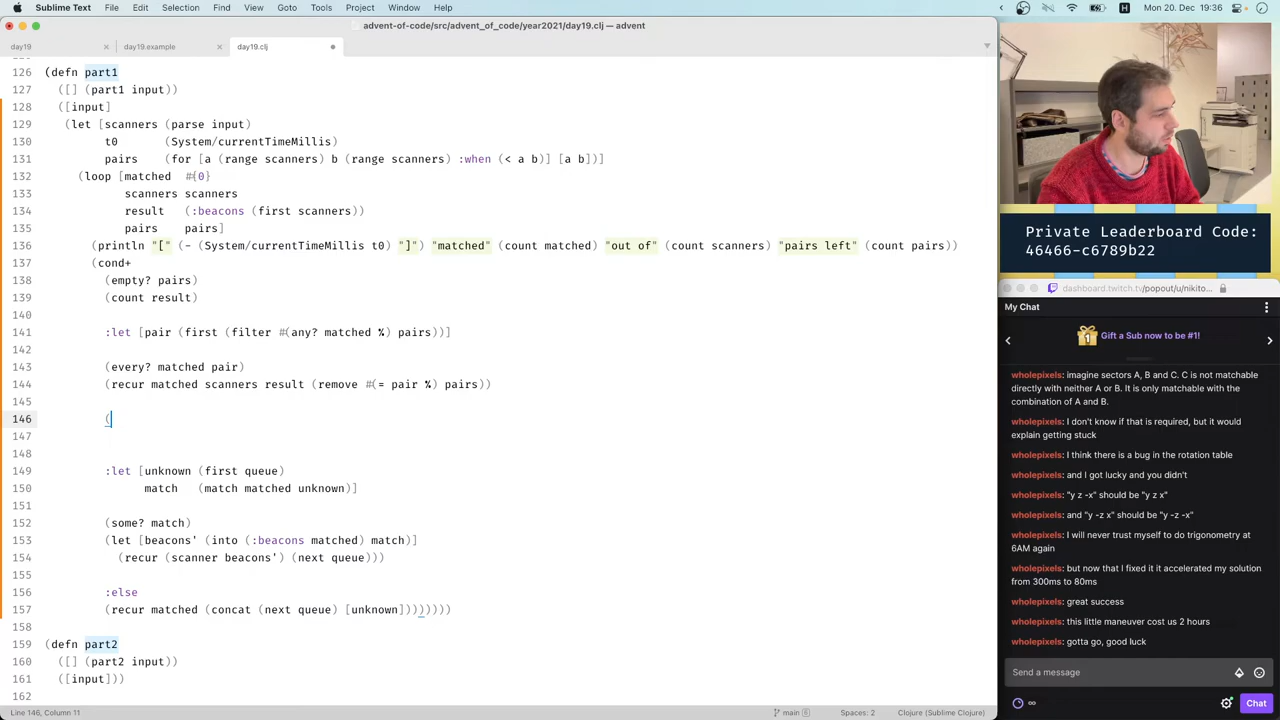 Sublime Text File Edit Selection Find View Goto Tools Project Window Help
Mon 20. Dec 19:36
advent-of-code/src/advent_of_code/year2021/day19.clj — advent
day19 × day19.example × day19.clj
126 (defn part1
127 ([] (part1 input))
128 ([input]
129 (let [scanners (parse input)
130 t0 (System/currentTimeMillis)
131 pairs (for [a (range scanners) b (range scanners) :when (< a b)] [a b])]
132 (loop [matched #{0}
133 scanners scanners
134 result (:beacons (first scanners))
135 pairs pairs]
136 (println "[" (- (System/currentTimeMillis t0) "]") "matched" (count matched) "out of" (count scanners) "pairs left" (count pairs))
137 (cond+
138 (empty? pairs)
139 (count result)
140
141 :let [pair (first (filter #(any? matched %) pairs))]
142
143 (every? matched pair)
144 (recur matched scanners result (remove #(= pair %) pairs))
145
146 (
147
148
149 :let [unknown (first queue)
150 match (match matched unknown)]
151
152 (some? match)
153 (let [beacons' (into (:beacons matched) match)]
154 (recur (scanner beacons') (next queue)))
155
156 :else
157 (recur matched (concat (next queue) [unknown]))))))))
158
159 (defn part2
160 ([] (part2 input))
161 ([input]))
162
Line 146, Column 11
main 6
Spaces: 2
Clojure (Sublime Clojure)
Private Leaderboard Code:
46466-c6789b22
dashboard.twitch.tv/popout/u/nikito...
My Chat
Gift a Sub now to be #1!
wholepixels: imagine sectors A, B and C. C is not matchable
directly with neither A or B. It is only matchable with the
combination of A and B.
wholepixels: I don't know if that is required, but it would
explain getting stuck
wholepixels: I think there is a bug in the rotation table
wholepixels: and I got lucky and you didn't
wholepixels: "y z -x" should be "y z x"
wholepixels: and "y -z x" should be "y -z -x"
wholepixels: I will never trust myself to do trigonometry at
6AM again
wholepixels: but now that I fixed it it accelerated my solution
from 300ms to 80ms
wholepixels: great success
wholepixels: this little maneuver cost us 2 hours
wholepixels: gotta go, good luck
Send a message
Chat